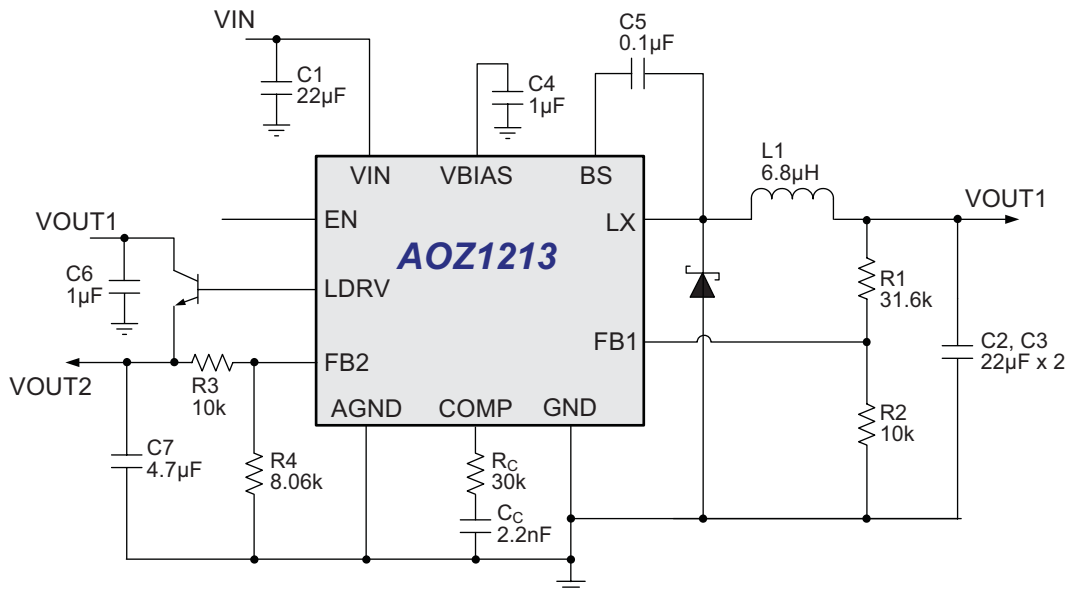 VIN
C1
22µF
C4
1µF
C5
0.1µF
L1
6.8µH
VOUT1
VIN
VBIAS
BS
EN
LX
AOZ1213
VOUT1
C6
1µF
LDRV
R1
31.6k
FB1
C2, C3
22µF x 2
FB2
VOUT2
R3
10k
AGND
COMP
GND
R2
10k
C7
4.7µF
R4
8.06k
RC
30k
CC
2.2nF